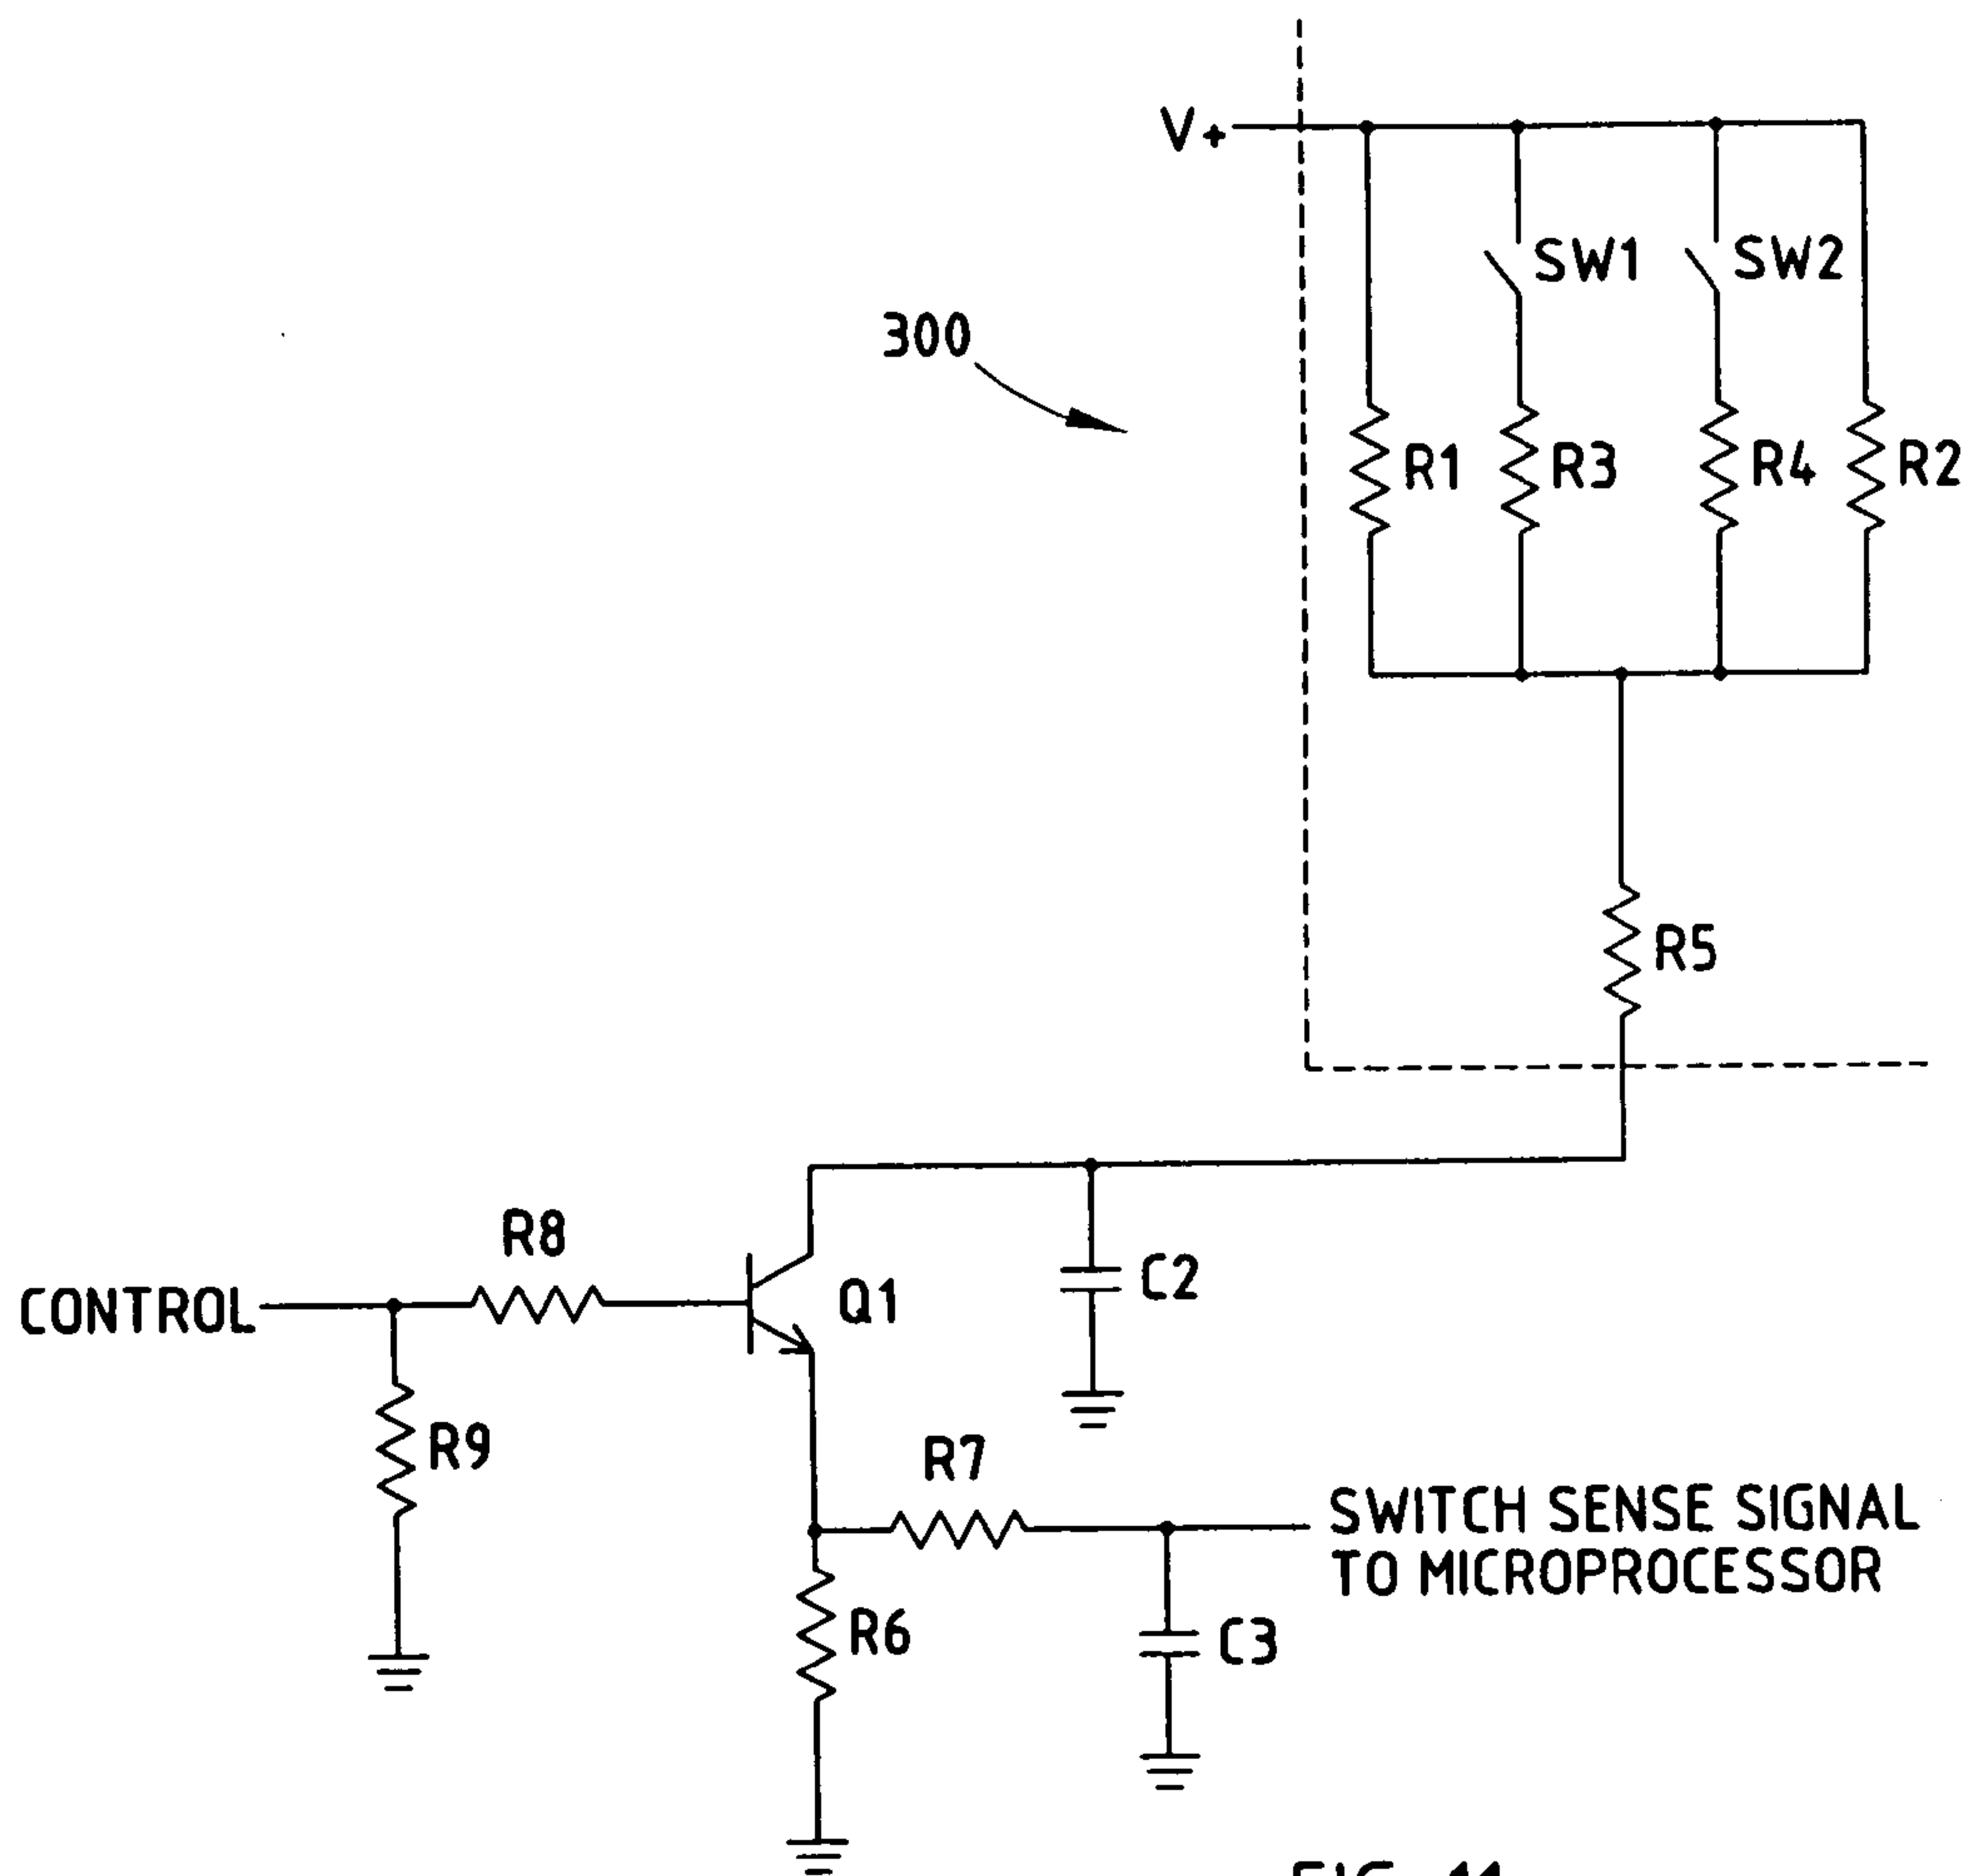 V+
SW1
SW2
300
R1
R3
R4
R2
R5
R8
CONTROL
Q1
C2
R9
R7
SWITCH SENSE SIGNAL
TO MICROPROCESSOR
R6
C3